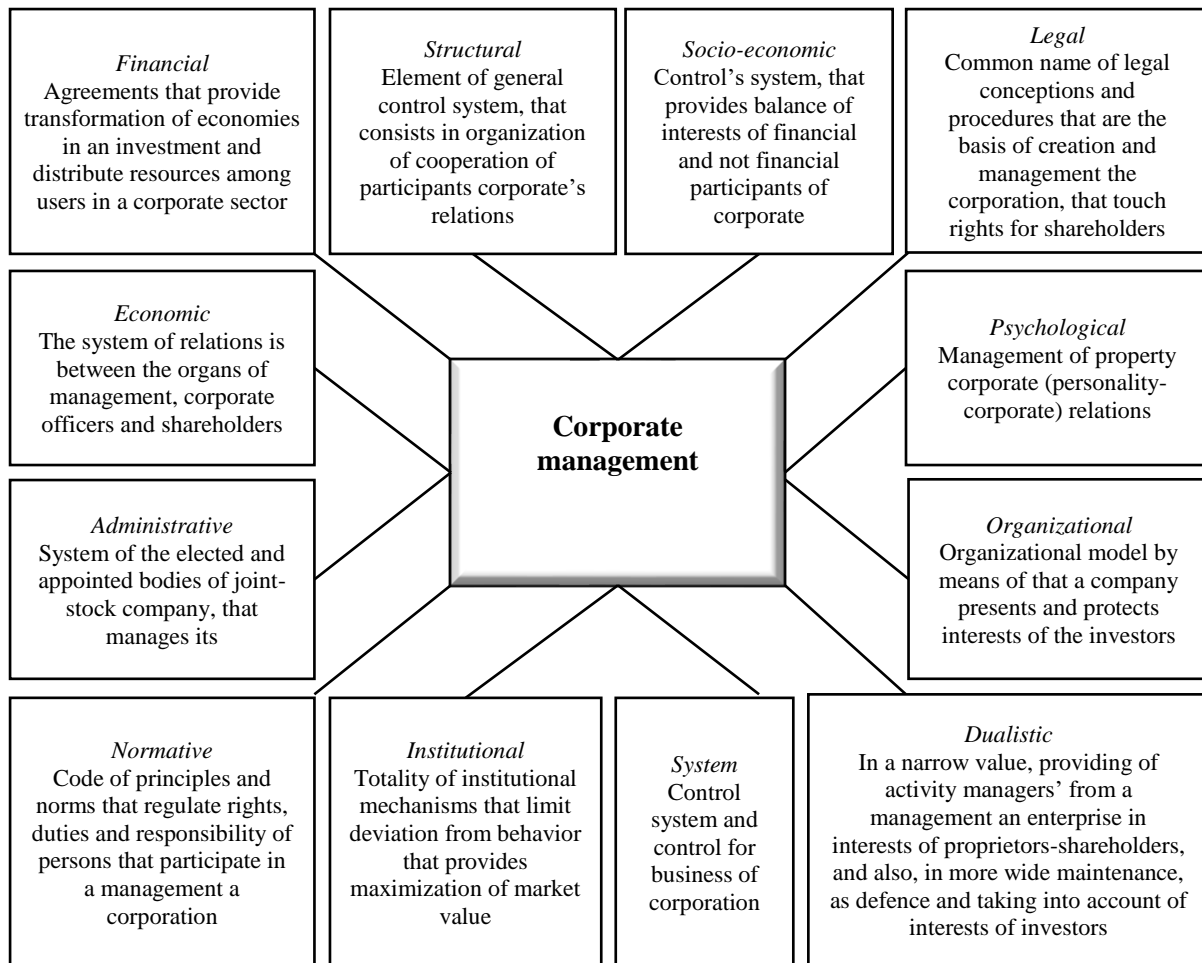 Financial
Agreements that provide
transformation of economies
in an investment and
distribute resources among
users in a corporate sector
Structural
Element of general
control system, that
consists in organization
of cooperation of
participants corporate’s
relations
Socio-economic
Control’s system, that
provides balance of
interests of financial
and not financial
participants of
corporate
Legal
Common name of legal
conceptions and
procedures that are the
basis of creation and
management the
corporation, that touch
rights for shareholders
Economic
The system of relations is
between the organs of
management, corporate
officers and shareholders
Corporate
management
Psychological
Management of property
corporate (personality-
corporate) relations
Administrative
System of the elected and
appointed bodies of joint-
stock company, that
manages its
Organizational
Organizational model by
means of that a company
presents and protects
interests of the investors
Normative
Code of principles and
norms that regulate rights,
duties and responsibility of
persons that participate in
a management a
corporation
Institutional
Totality of institutional
mechanisms that limit
deviation from behavior
that provides
maximization of market
value
System
Control
system and
control for
business of
corporation
Dualistic
In a narrow value, providing of
activity managers’ from a
management an enterprise in
interests of proprietors-shareholders,
and also, in more wide maintenance,
as defence and taking into account of
interests of investors